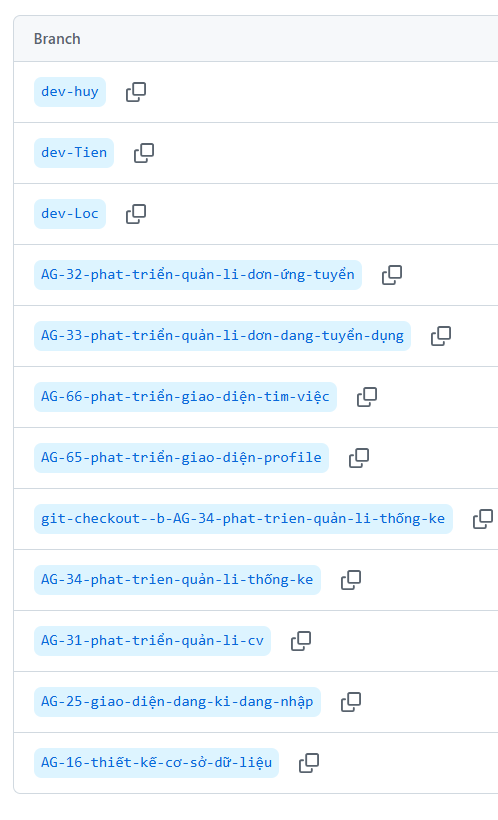 Branch
dev-huy
dev-Tien
dev-Loc
AG-32-phat-triển-quản-li-dơn-ứng-tuyển
AG-33-phat-triển-quản-li-dơn-dang-tuyển-dụng
AG-66-phat-triển-giao-diện-tim-việc
AG-65-phat-triển-giao-diện-profile
git-checkout--b-AG-34-phat-trien-quản-li-thống-ke
AG-34-phat-trien-quản-li-thống-ke
AG-31-phat-triển-quản-li-cv
AG-25-giao-diện-dang-ki-dang-nhập
AG-16-thiết-kế-cơ-sở-dữ-liệu